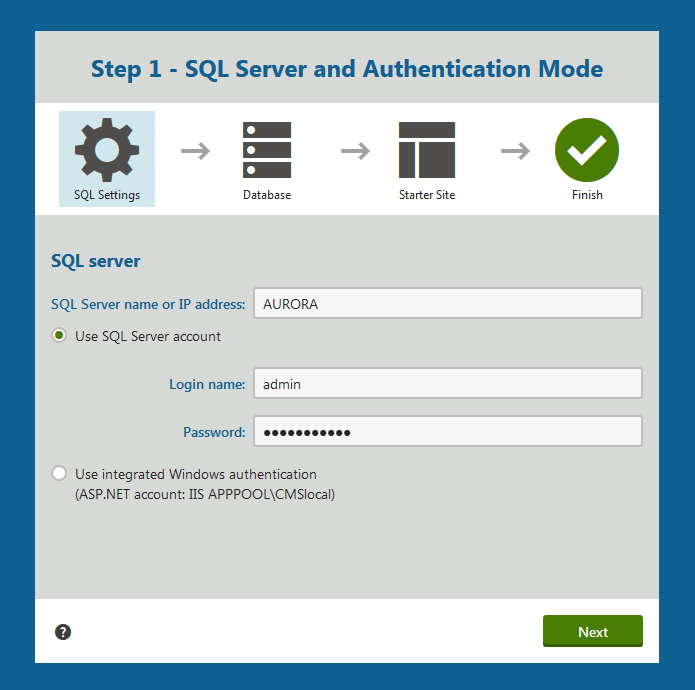 Step 1 - SQL Server and Authentication Mode
SQL Settings
Database
Starter Site
Finish
SQL server
SQL Server name or IP address: AURORA
Use SQL Server account
Login name: admin
Password: ●●●●●●●●●●●
Use integrated Windows authentication
(ASP.NET account: IIS APPPOOL\CMSlocal)
? Next